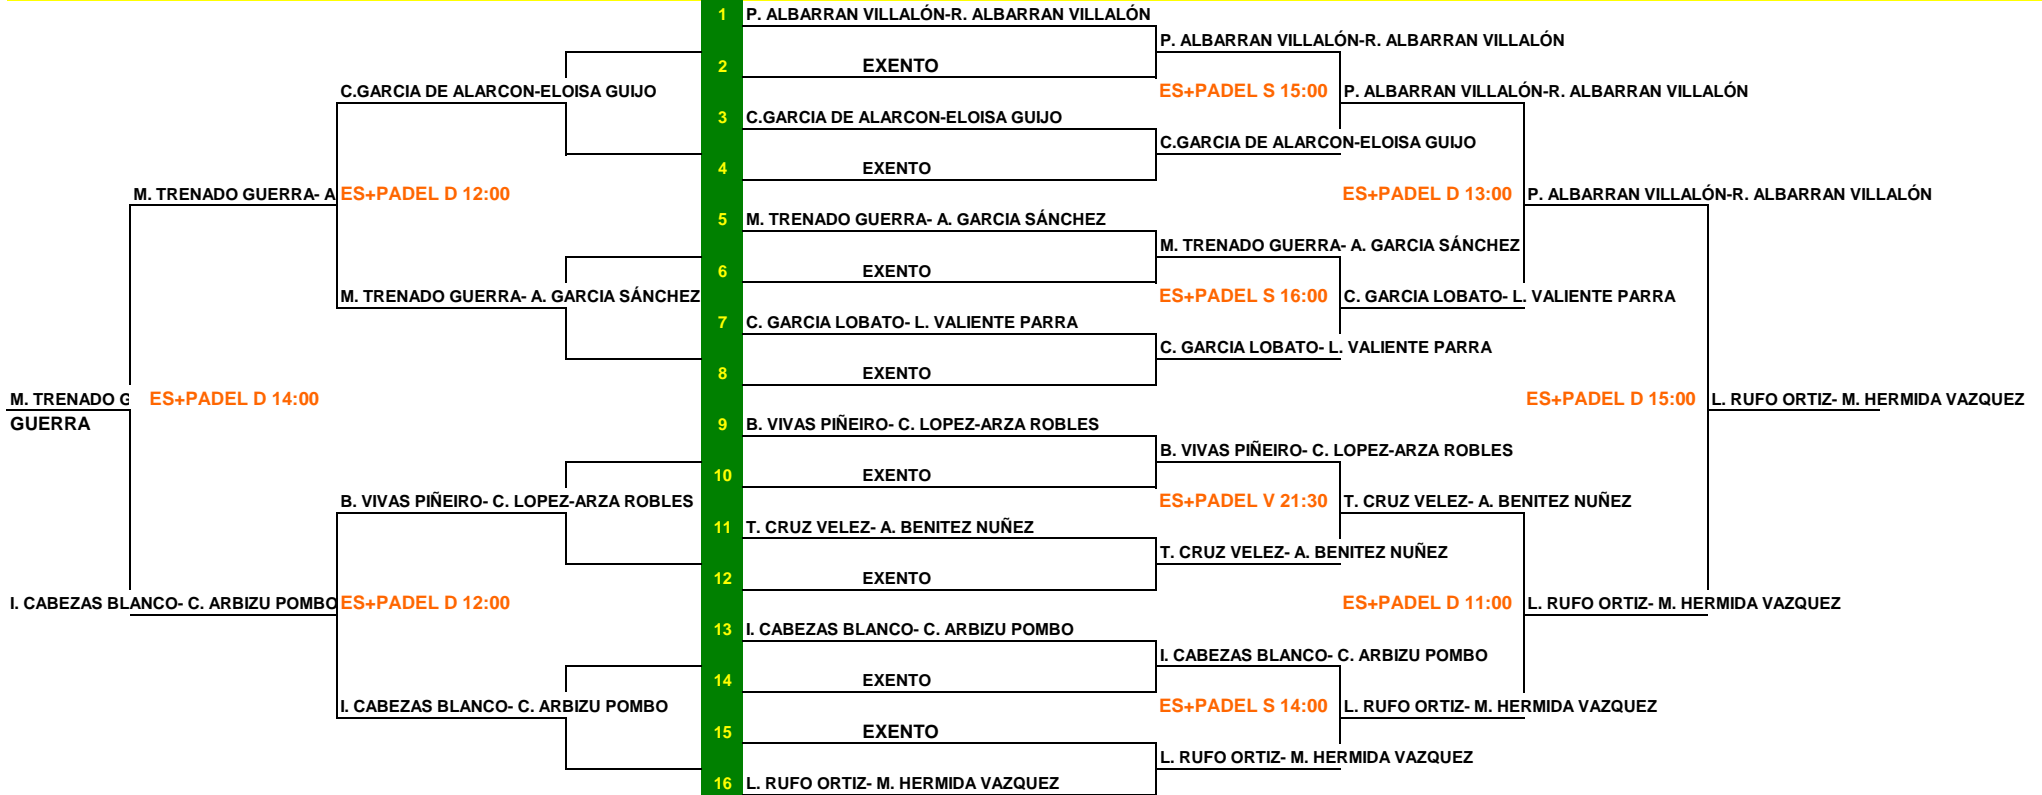 1 P. ALBARRAN VILLALÓN-R. ALBARRAN VILLALÓN
P. ALBARRAN VILLALÓN-R. ALBARRAN VILLALÓN
2 EXENTO
C.GARCIA DE ALARCON-ELOISA GUIJO
ES+PADEL S 15:00 P. ALBARRAN VILLALÓN-R. ALBARRAN VILLALÓN
3 C.GARCIA DE ALARCON-ELOISA GUIJO
C.GARCIA DE ALARCON-ELOISA GUIJO
4 EXENTO
M. TRENADO GUERRA- A ES+PADEL D 12:00
ES+PADEL D 13:00 P. ALBARRAN VILLALÓN-R. ALBARRAN VILLALÓN
5 M. TRENADO GUERRA- A. GARCIA SÁNCHEZ
M. TRENADO GUERRA- A. GARCIA SÁNCHEZ
6 EXENTO
M. TRENADO GUERRA- A. GARCIA SÁNCHEZ
ES+PADEL S 16:00 C. GARCIA LOBATO- L. VALIENTE PARRA
7 C. GARCIA LOBATO- L. VALIENTE PARRA
C. GARCIA LOBATO- L. VALIENTE PARRA
8 EXENTO
M. TRENADO G ES+PADEL D 14:00
ES+PADEL D 15:00 L. RUFO ORTIZ- M. HERMIDA VAZQUEZ
GUERRA
9 B. VIVAS PIÑEIRO- C. LOPEZ-ARZA ROBLES
B. VIVAS PIÑEIRO- C. LOPEZ-ARZA ROBLES
10 EXENTO
B. VIVAS PIÑEIRO- C. LOPEZ-ARZA ROBLES
ES+PADEL V 21:30 T. CRUZ VELEZ- A. BENITEZ NUÑEZ
11 T. CRUZ VELEZ- A. BENITEZ NUÑEZ
T. CRUZ VELEZ- A. BENITEZ NUÑEZ
12 EXENTO
I. CABEZAS BLANCO- C. ARBIZU POMBO ES+PADEL D 12:00
ES+PADEL D 11:00 L. RUFO ORTIZ- M. HERMIDA VAZQUEZ
13 I. CABEZAS BLANCO- C. ARBIZU POMBO
I. CABEZAS BLANCO- C. ARBIZU POMBO
14 EXENTO
I. CABEZAS BLANCO- C. ARBIZU POMBO
ES+PADEL S 14:00 L. RUFO ORTIZ- M. HERMIDA VAZQUEZ
15 EXENTO
L. RUFO ORTIZ- M. HERMIDA VAZQUEZ
16 L. RUFO ORTIZ- M. HERMIDA VAZQUEZ